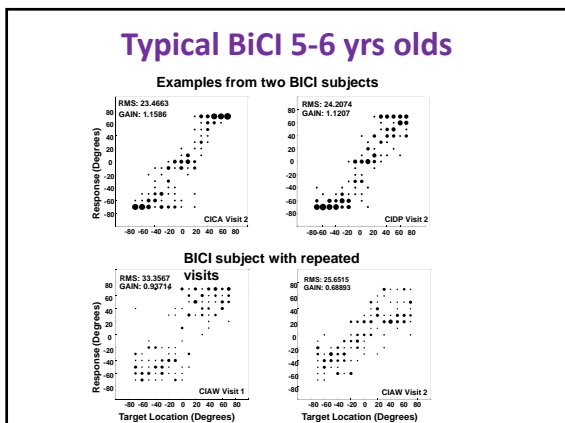 Typical BiCI 5-6 yrs olds
Examples from two BICI subjects
RMS: 23.4663
GAIN: 1.1586
80
60
40
20
0
-20
-40
-60
-80
Response (Degrees)
CICA Visit 2
-80 -60 -40 -20 0 20 40 60 80
RMS: 24.2074
GAIN: 1.1207
80
60
40
20
0
-20
-40
-60
-80
CIDP Visit 2
-80 -60 -40 -20 0 20 40 60 80
BICI subject with repeated
visits
RMS: 33.3567
GAIN: 0.93714
80
60
40
20
0
-20
-40
-60
-80
Response (Degrees)
CIAW Visit 1
-80 -60 -40 -20 0 20 40 60 80
Target Location (Degrees)
RMS: 25.6515
GAIN: 0.68893
80
60
40
20
0
-20
-40
-60
-80
CIAW Visit 2
-80 -60 -40 -20 0 20 40 60 80
Target Location (Degrees)